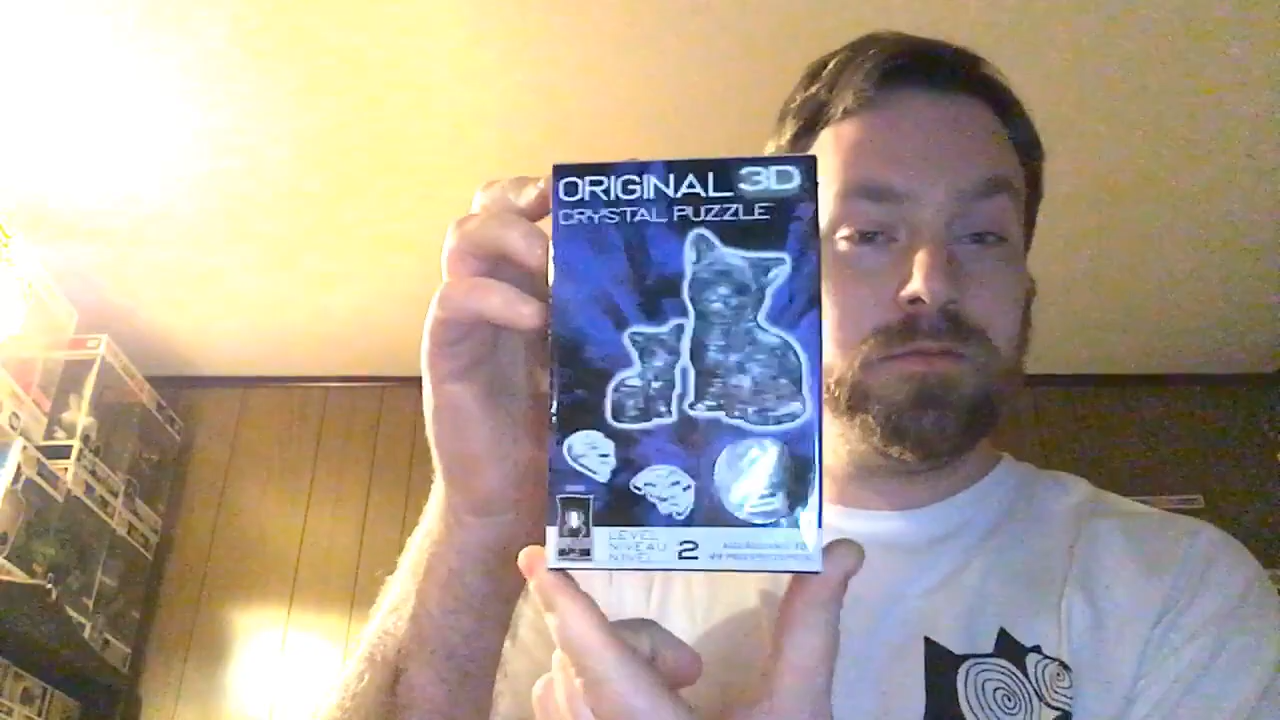 ORIGINAL 3D
CRYSTAL PUZZLE
LEVEL
NIVEAU
NIVEL
2